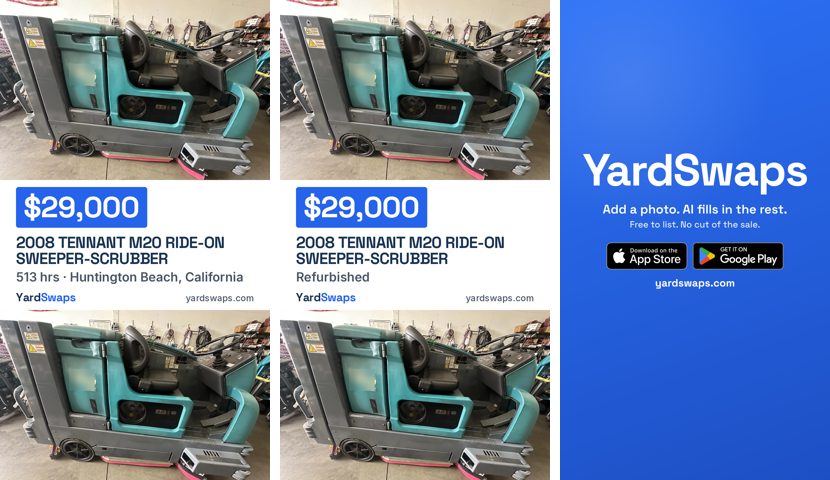 $29,000
2008 TENNANT M20 RIDE-ON
SWEEPER-SCRUBBER
513 hrs · Huntington Beach, California
YardSwaps
yardswaps.com
$29,000
2008 TENNANT M20 RIDE-ON
SWEEPER-SCRUBBER
Refurbished
YardSwaps
yardswaps.com
YardSwaps
Add a photo. AI fills in the rest.
Free to list. No cut of the sale.
Download on the
App Store
GET IT ON
Google Play
yardswaps.com